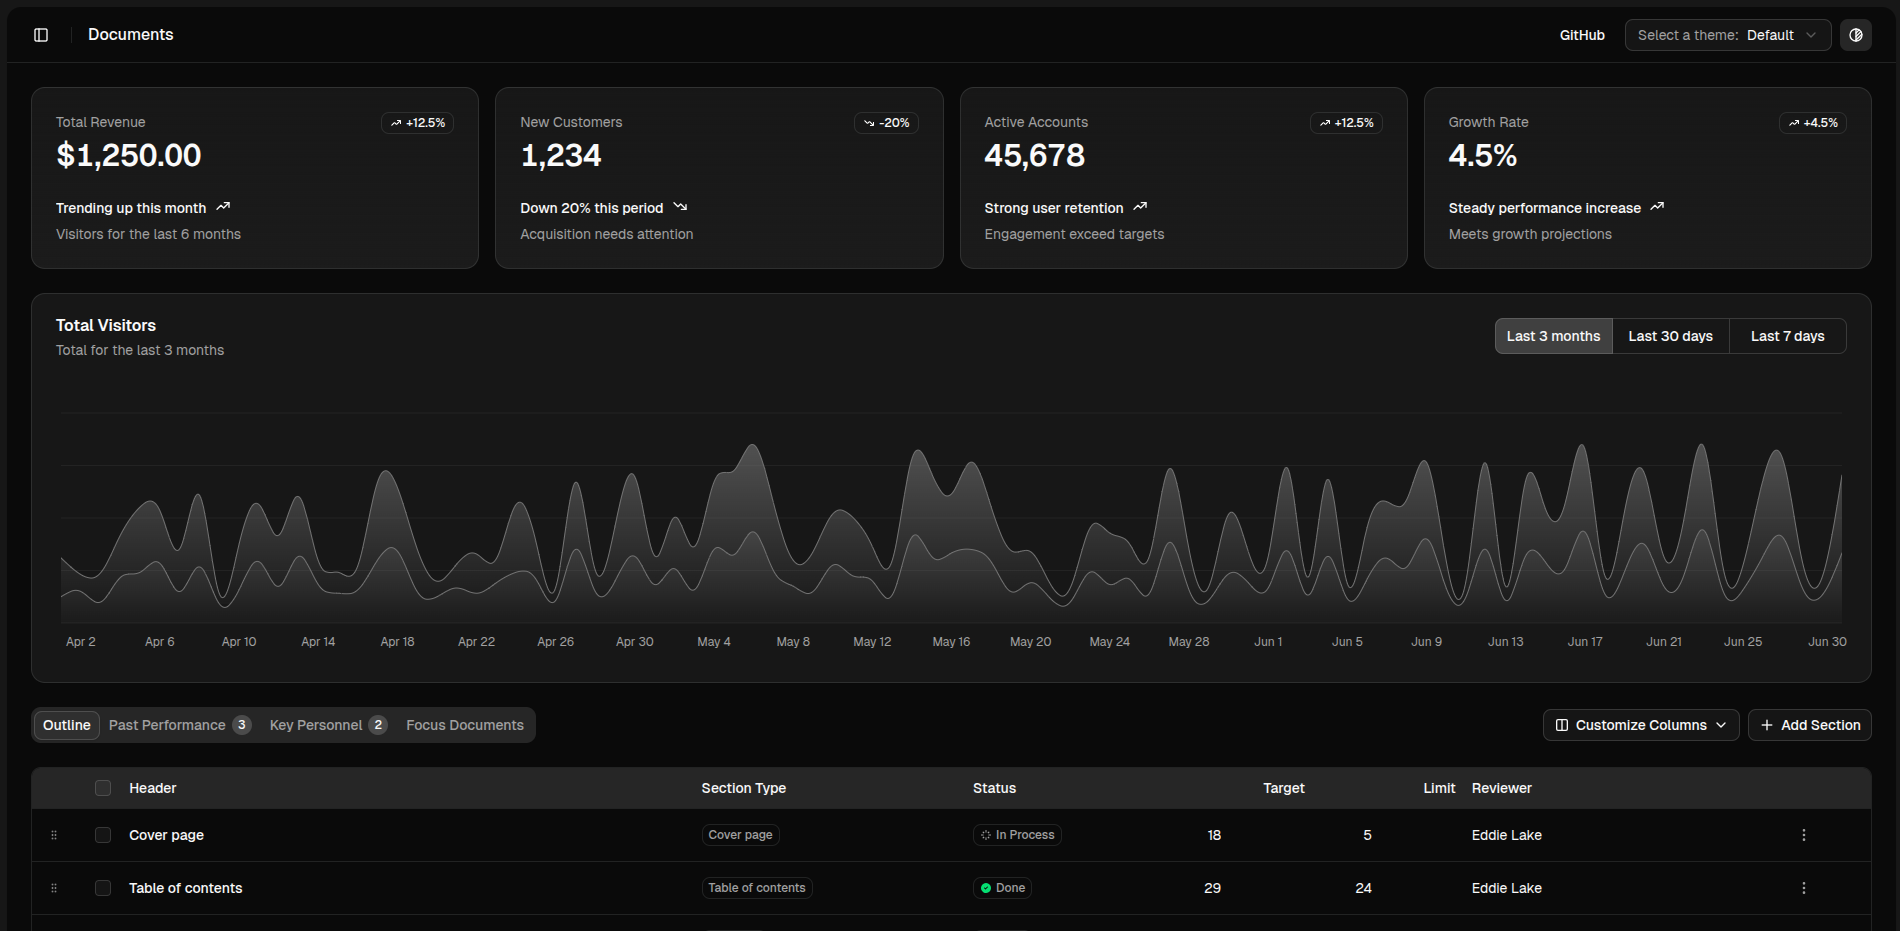 Documents
GitHub
Select a theme: Default
Total Revenue
+12.5%
$1,250.00
Trending up this month
Visitors for the last 6 months
New Customers
-20%
1,234
Down 20% this period
Acquisition needs attention
Active Accounts
+12.5%
45,678
Strong user retention
Engagement exceed targets
Growth Rate
+4.5%
4.5%
Steady performance increase
Meets growth projections
Total Visitors
Total for the last 3 months
Last 3 months Last 30 days Last 7 days
Apr 2 Apr 6 Apr 10 Apr 14 Apr 18 Apr 22 Apr 26 Apr 30 May 4 May 8 May 12 May 16 May 20 May 24 May 28 Jun 1 Jun 5 Jun 9 Jun 13 Jun 17 Jun 21 Jun 25 Jun 30
Outline Past Performance 3 Key Personnel 2 Focus Documents
Customize Columns Add Section
Header Section Type Status Target Limit Reviewer
Cover page Cover page In Process 18 5 Eddie Lake
Table of contents Table of contents Done 29 24 Eddie Lake